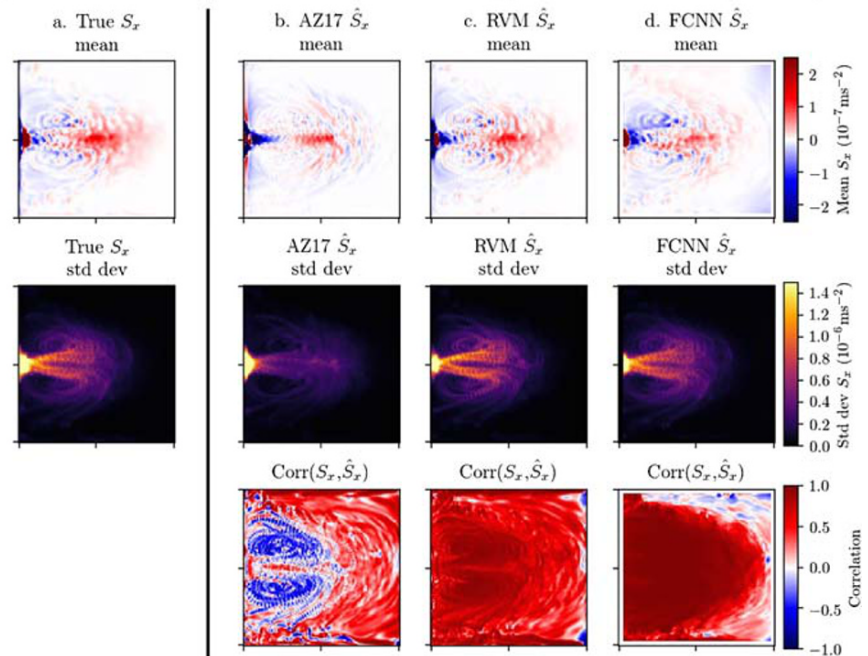 a. True Sₓ
mean
b. AZ17 Ŝₓ
mean
c. RVM Ŝₓ
mean
d. FCNN Ŝₓ
mean
2
1
0
−1
−2
Mean Sₓ (10⁻⁷ms⁻²)
True Sₓ
std dev
AZ17 Ŝₓ
std dev
RVM Ŝₓ
std dev
FCNN Ŝₓ
std dev
1.4
1.2
1.0
0.8
0.6
0.4
0.2
0.0
Std dev Sₓ (10⁻⁶ms⁻²)
Corr(Sₓ,Ŝₓ)
Corr(Sₓ,Ŝₓ)
Corr(Sₓ,Ŝₓ)
1.0
0.5
0.0
−0.5
−1.0
Correlation